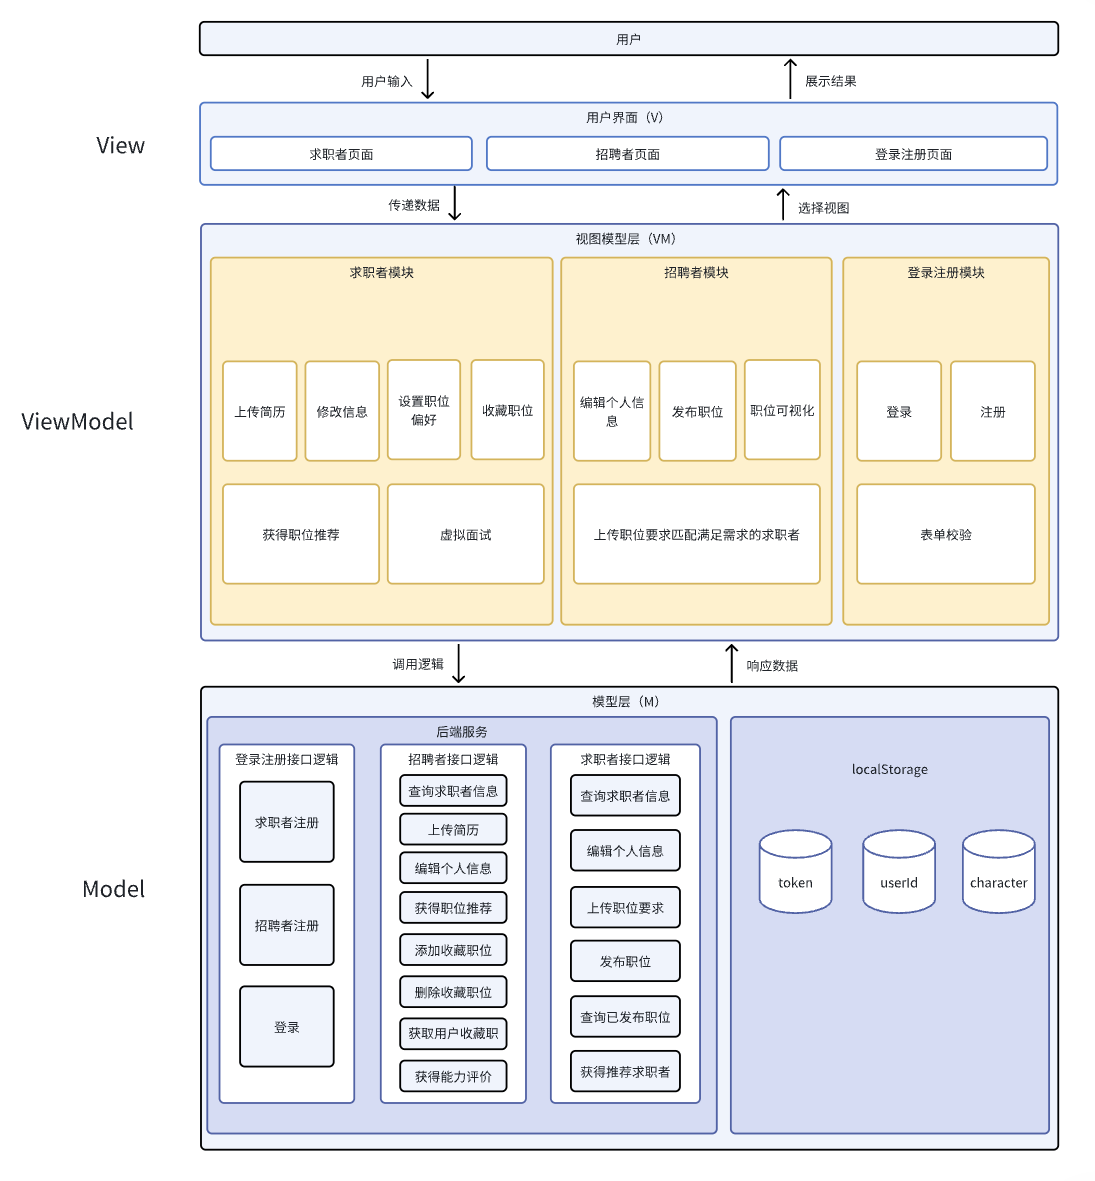 用户
用户输入
展示结果
View
用户界面（V）
求职者页面
招聘者页面
登录注册页面
传递数据
选择视图
ViewModel
视图模型层（VM）
求职者模块
上传简历
修改信息
设置职位
偏好
收藏职位
获得职位推荐
虚拟面试
招聘者模块
编辑个人信
息
发布职位
职位可视化
上传职位要求匹配满足需求的求职者
登录注册模块
登录
注册
表单校验
调用逻辑
响应数据
Model
模型层（M）
后端服务
登录注册接口逻辑
求职者注册
招聘者注册
登录
招聘者接口逻辑
查询求职者信息
上传简历
编辑个人信息
获得职位推荐
添加收藏职位
删除收藏职位
获取用户收藏职
获得能力评价
求职者接口逻辑
查询求职者信息
编辑个人信息
上传职位要求
发布职位
查询已发布职位
获得推荐求职者
localStorage
token
userId
character